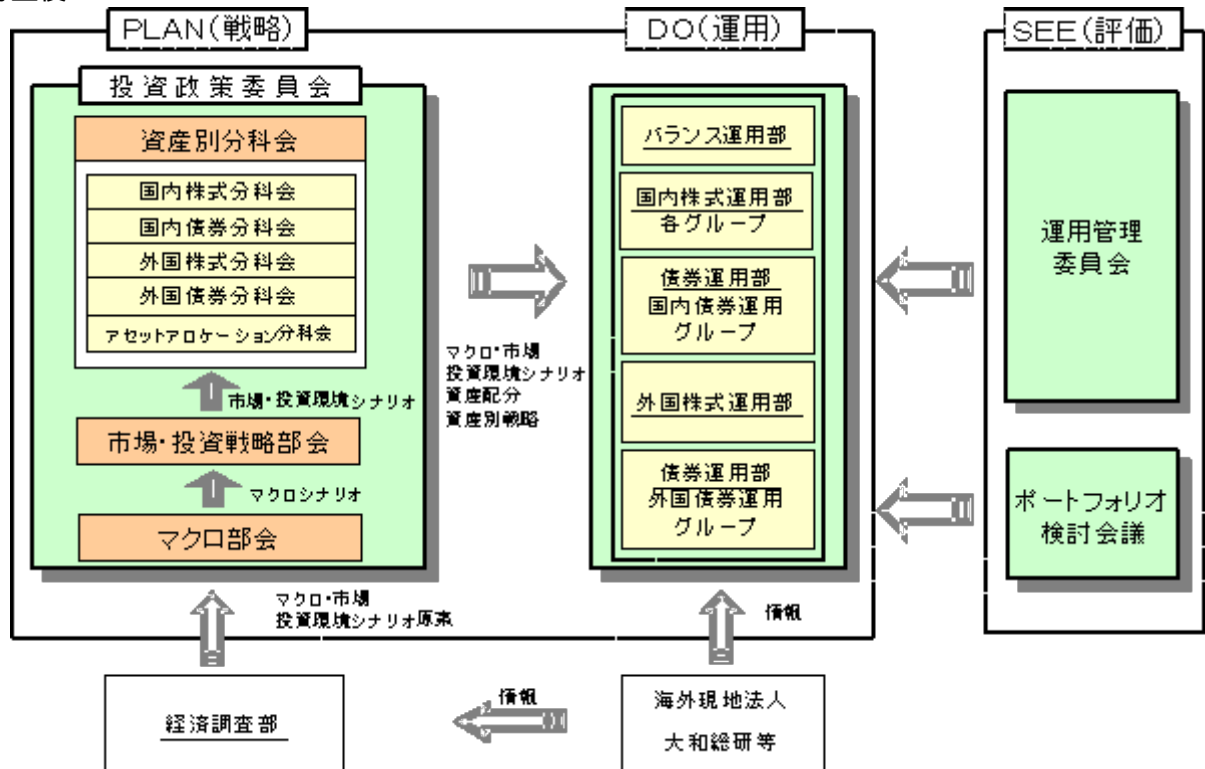 PLAN(戦略)
投資政策委員会
資産別分科会
国内株式分科会
国内債券分科会
外国株式分科会
外国債券分科会
アセットアロケーション分科会
市場・投資環境シナリオ
市場・投資戦略部会
マクロシナリオ
マクロ部会
マクロ・市場
投資環境シナリオ
資産配分
資産別戦略
DO(運用)
バランス運用部
国内株式運用部
各グループ
債券運用部
国内債券運用
グループ
外国株式運用部
債券運用部
外国債券運用
グループ
SEE(評価)
運用管理
委員会
ポートフォリオ
検討会議
マクロ・市場
投資環境シナリオ原案
情報
経済調査部
情報
海外現地法人
大和総研等